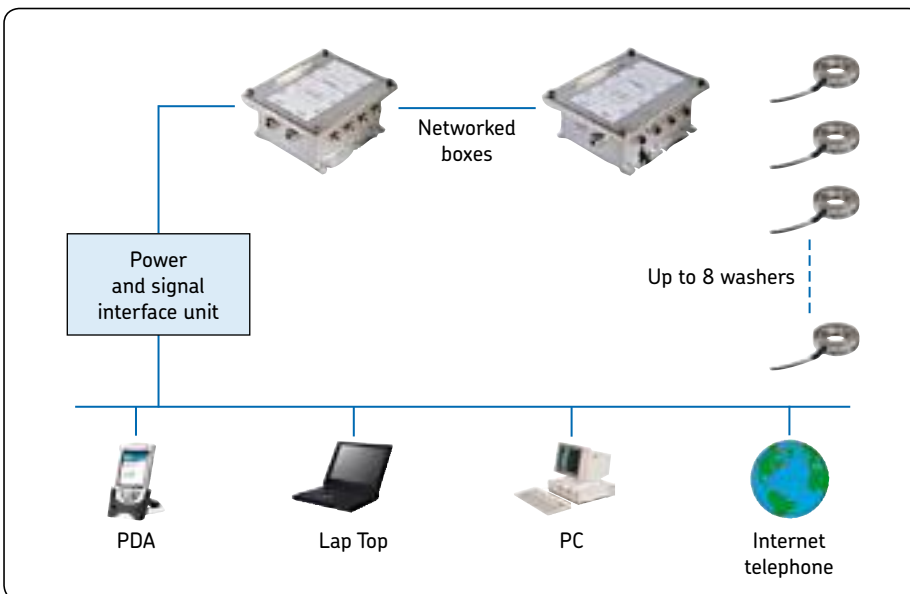 Networked
boxes
Power
and signal
interface unit
Up to 8 washers
PDA
Lap Top
PC
Internet
telephone